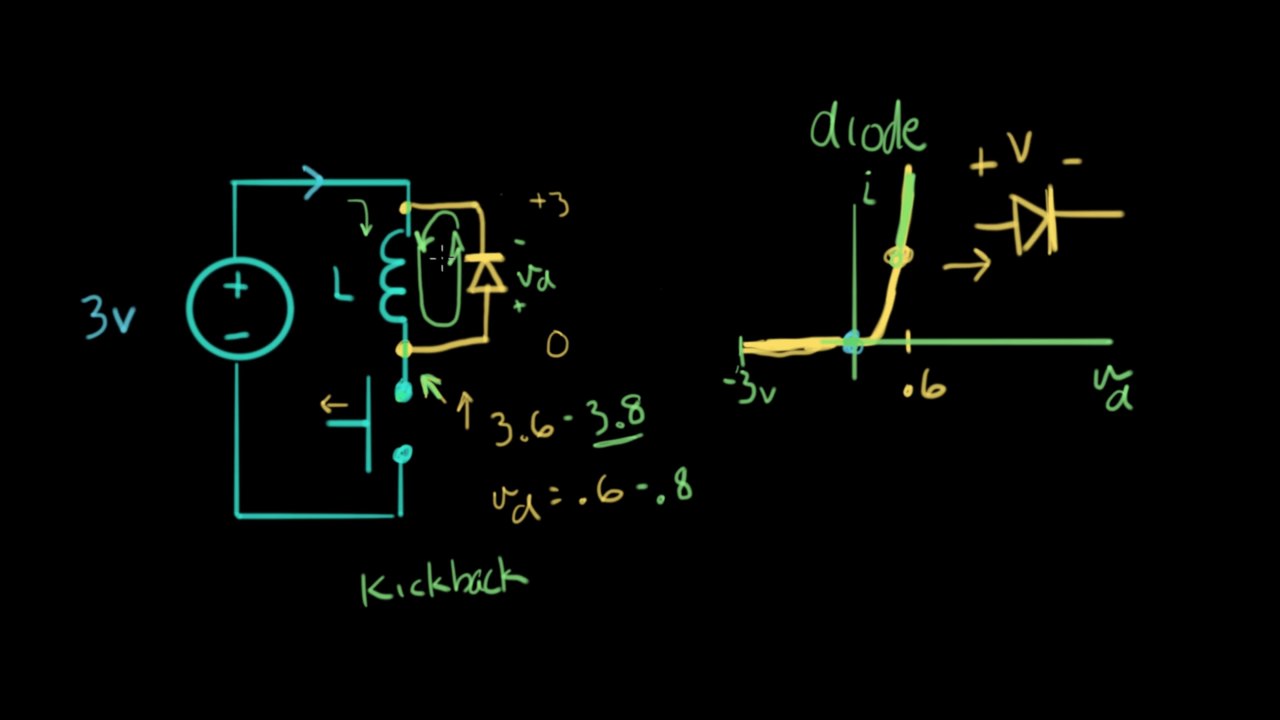 3v
+
-
L
+3
-
vd
+
0
3.6 - 3.8
vd = .6 - .8
Kickback
diode
i
+ V -
-3v
.6
vd